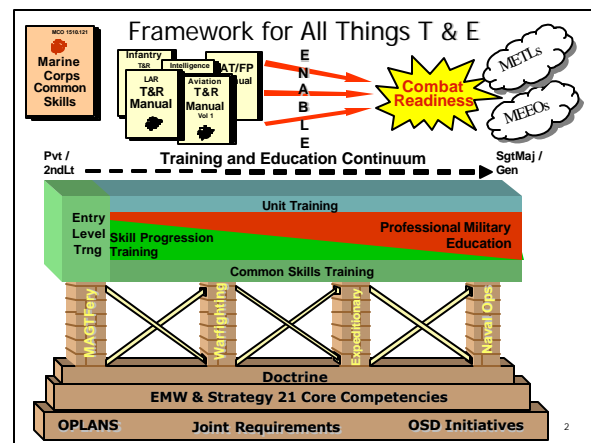 Framework for All Things T & E
MCO 1510.121
Marine
Corps
Common
Skills
Infantry
T&R
Intelligence
AT/FP
LAR
T&R
Manual
Aviation
T&R
Manual
Vol 1
E
N
A
B
L
E
Combat
Readiness
METLs
MEEOs
Pvt /
2ndLt
Training and Education Continuum
SgtMaj /
Gen
Entry
Level
Trng
Unit Training
Skill Progression
Training
Professional Military
Education
Common Skills Training
MAGTFery
Warfighting
Expeditionary
Naval Ops
Doctrine
EMW & Strategy 21 Core Competencies
OPLANS
Joint Requirements
OSD Initiatives
2